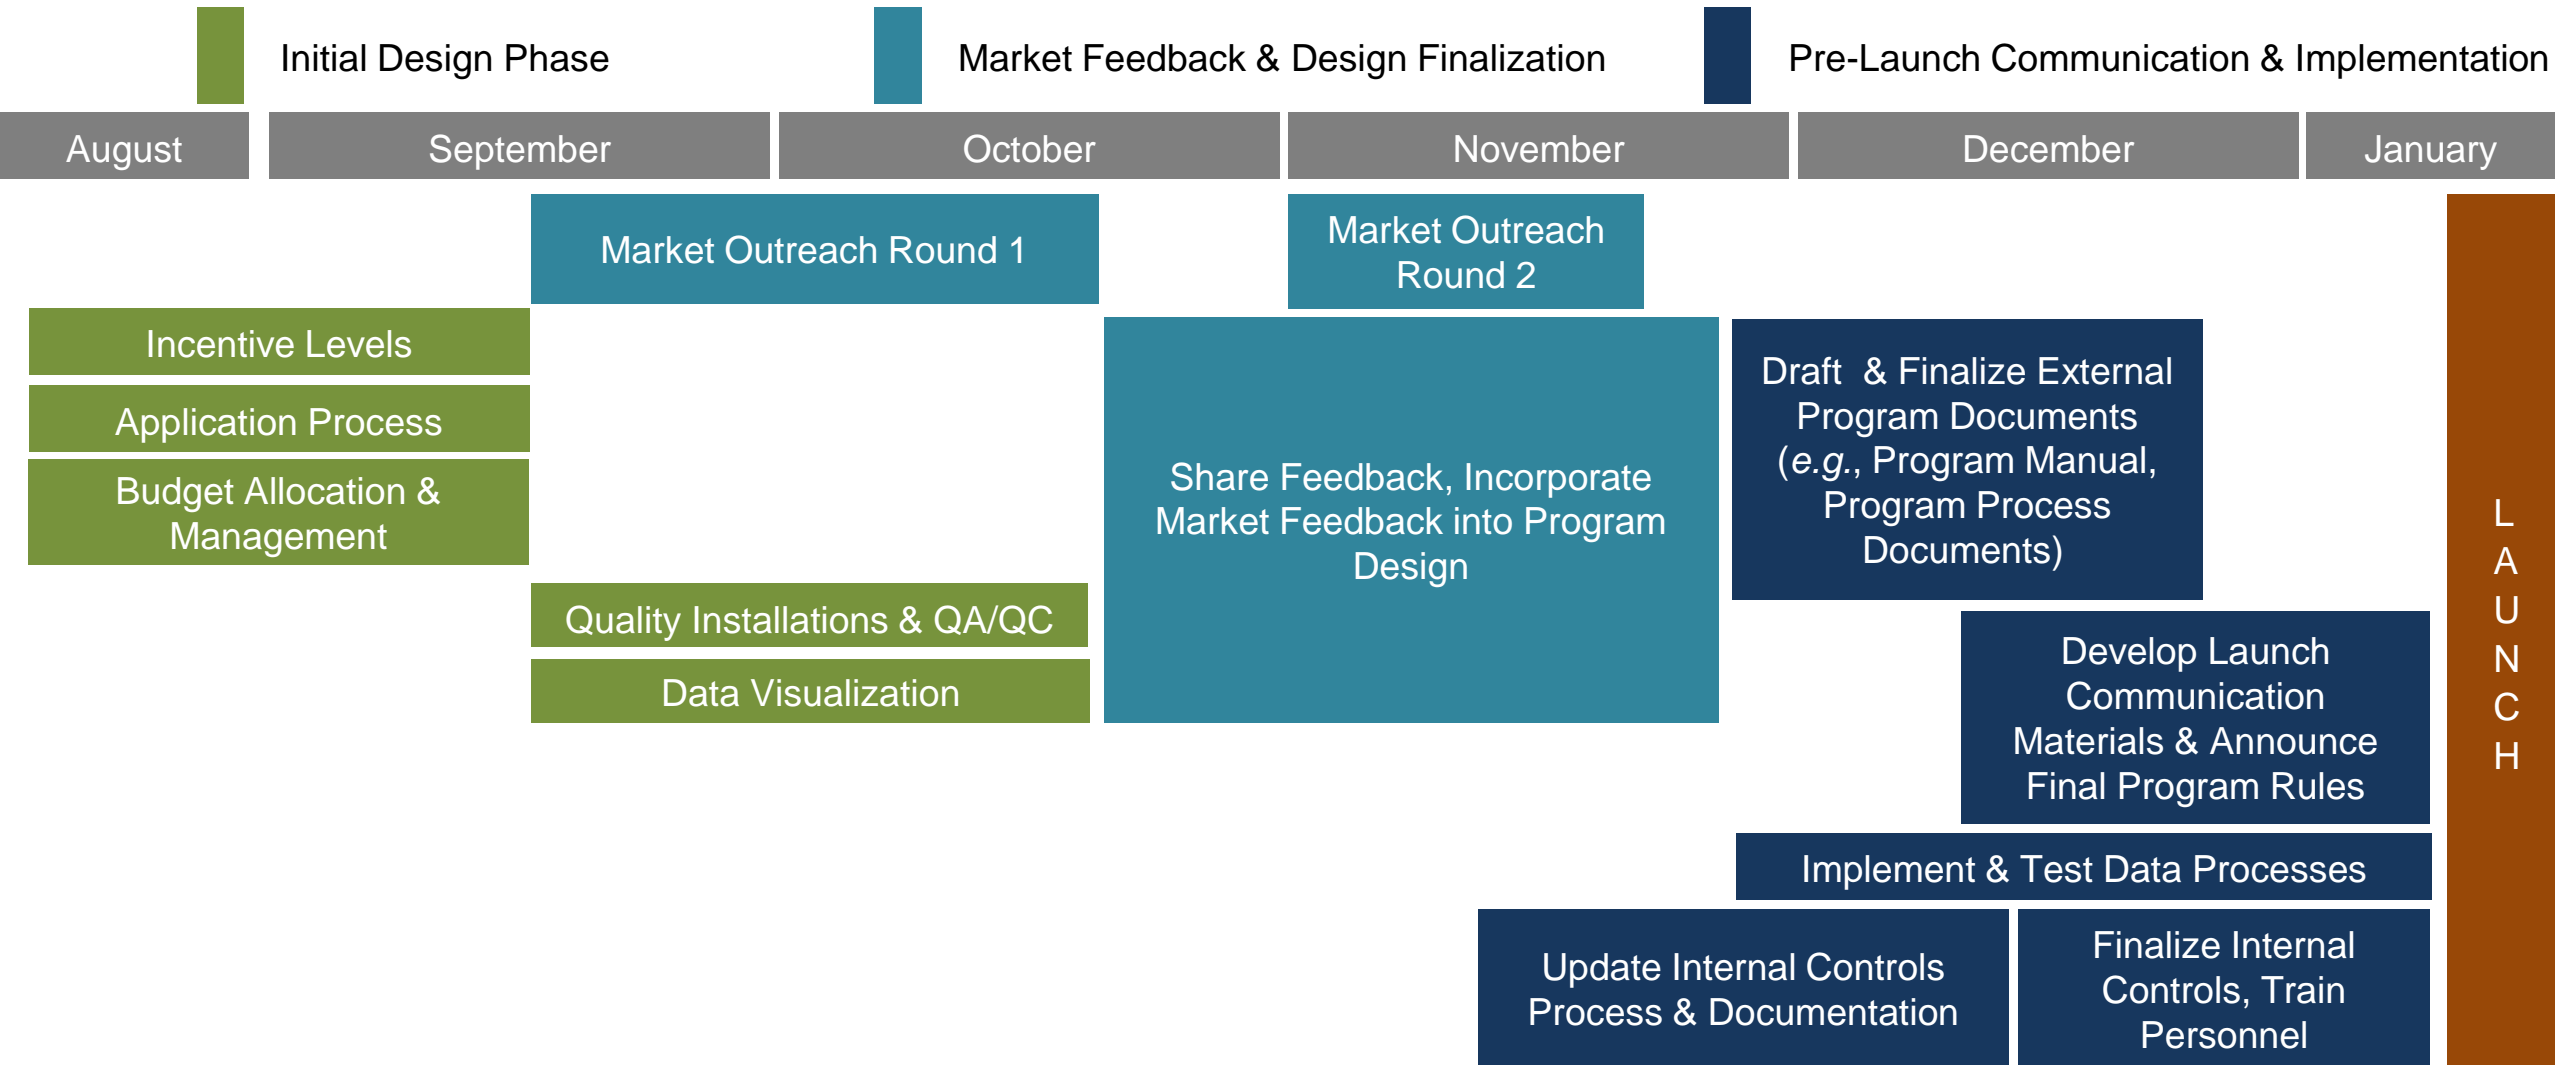 Initial Design Phase
Market Feedback & Design Finalization
Pre-Launch Communication & Implementation
August
September
October
November
December
January
Market Outreach Round 1
Market Outreach
Round 2
Incentive Levels
Application Process
Budget Allocation &
Management
Quality Installations & QA/QC
Data Visualization
Share Feedback, Incorporate
Market Feedback into Program
Design
Draft & Finalize External
Program Documents
(e.g., Program Manual,
Program Process
Documents)
Develop Launch
Communication
Materials & Announce
Final Program Rules
Implement & Test Data Processes
Update Internal Controls
Process & Documentation
Finalize Internal
Controls, Train
Personnel
L
A
U
N
C
H